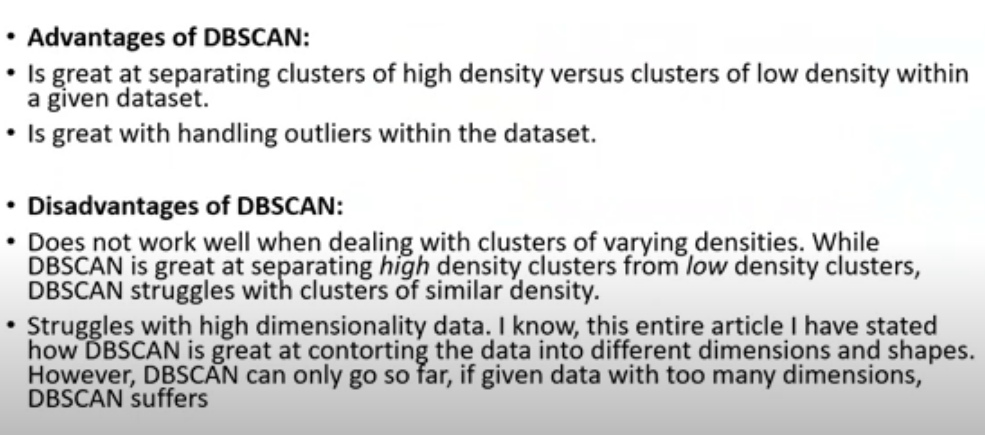 • Advantages of DBSCAN:
• Is great at separating clusters of high density versus clusters of low density within
a given dataset.
• Is great with handling outliers within the dataset.
• Disadvantages of DBSCAN:
• Does not work well when dealing with clusters of varying densities. While
DBSCAN is great at separating high density clusters from low density clusters,
DBSCAN struggles with clusters of similar density.
• Struggles with high dimensionality data. I know, this entire article I have stated
how DBSCAN is great at contorting the data into different dimensions and shapes.
However, DBSCAN can only go so far, if given data with too many dimensions,
DBSCAN suffers